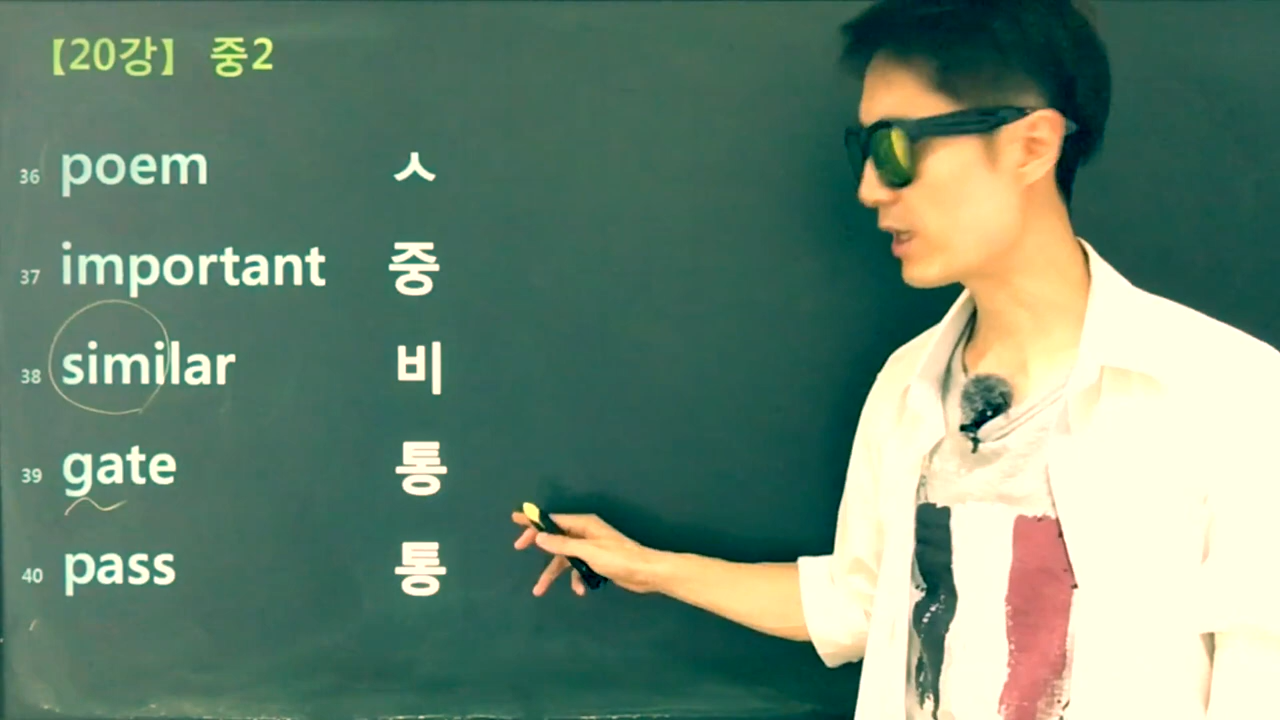 【20강】 중2
36 poem ㅅ
37 important 중
38 similar 비
39 gate 통
40 pass 통